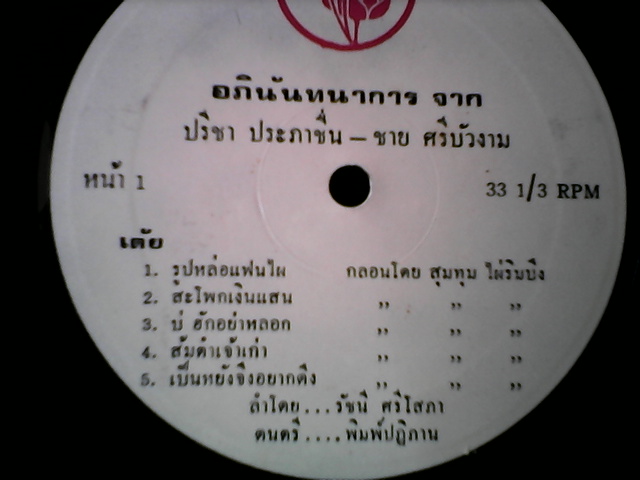 อภินันทนาการ จาก
ปรีชา ประภาชื่น – ชาย ศรีบัวงาม
หน้า 1
33 1/3 RPM
เต้ย
1. รูปหล่อแฟนไผ กลอนโดย สุมทุม ไผ่ริมบึง
2. สะโพกเงินแสน ,, ,, ,,
3. บ่ ฮักอย่าหลอก ,, ,, ,,
4. ส้มตำเจ้าเก่า ,, ,, ,,
5. เป็นหยังจึงอยากดึง ,, ,, ,,
ลำโดย...รัชนี ศรีโสภา
ดนตรี....พิมพ์ปฏิภาน